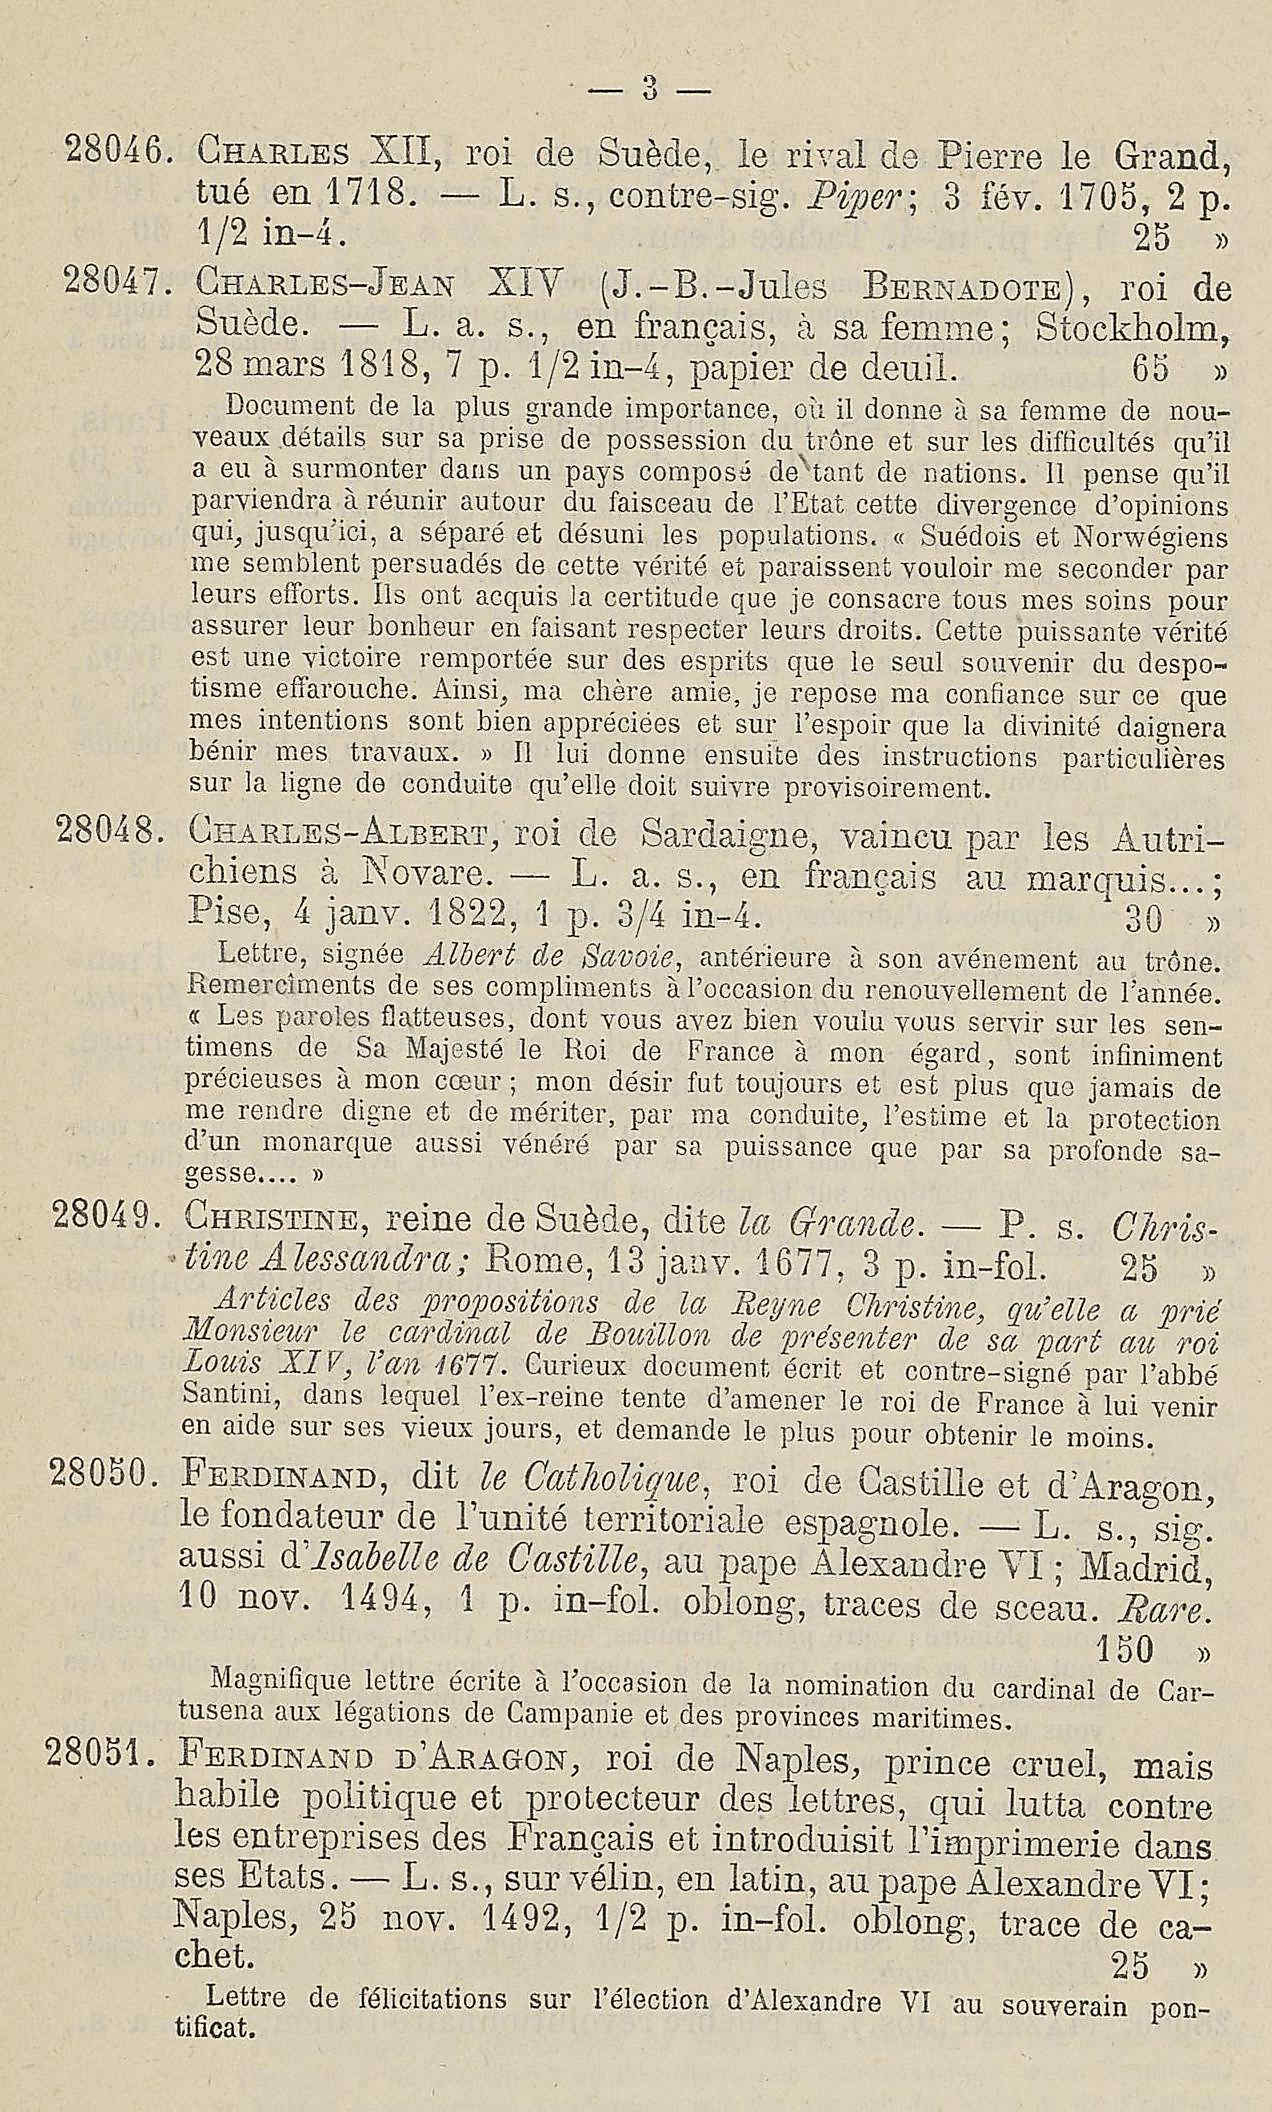 — 3 —
28046. CHARLES XII, roi de Suède, le rival de Pierre le Grand,
tué en 1718. — L. s., contre-sig. Piper; 3 fév. 1705, 2 p.
1/2 in-4. 25 »
28047. CHARLES-JEAN XIV (J.-B.-Jules BERNADOTE), roi de
Suède. — L. a. s., en français, à sa femme; Stockholm,
28 mars 1818, 7 p. 1/2 in-4, papier de deuil. 65 »
Document de la plus grande importance, où il donne à sa femme de nou-
veaux détails sur sa prise de possession du trône et sur les difficultés qu'il
a eu à surmonter dans un pays composé de tant de nations. Il pense qu'il
parviendra à réunir autour du faisceau de l'Etat cette divergence d'opinions
qui, jusqu'ici, a séparé et désuni les populations. « Suédois et Norwégiens
me semblent persuadés de cette vérité et paraissent vouloir me seconder par
leurs efforts. Ils ont acquis la certitude que je consacre tous mes soins pour
assurer leur bonheur en faisant respecter leurs droits. Cette puissante vérité
est une victoire remportée sur des esprits que le seul souvenir du despo-
tisme effarouche. Ainsi, ma chère amie, je repose ma confiance sur ce que
mes intentions sont bien appréciées et sur l'espoir que la divinité daignera
bénir mes travaux. » Il lui donne ensuite des instructions particulières
sur la ligne de conduite qu'elle doit suivre provisoirement.
28048. CHARLES-ALBERT, roi de Sardaigne, vaincu par les Autri-
chiens à Novare. — L. a. s., en français au marquis...;
Pise, 4 janv. 1822, 1 p. 3/4 in-4. 30 »
Lettre, signée Albert de Savoie, antérieure à son avénement au trône.
Remercîments de ses compliments à l'occasion du renouvellement de l'année.
« Les paroles flatteuses, dont vous avez bien voulu vous servir sur les sen-
timens de Sa Majesté le Roi de France à mon égard, sont infiniment
précieuses à mon cœur; mon désir fut toujours et est plus que jamais de
me rendre digne et de mériter, par ma conduite, l'estime et la protection
d'un monarque aussi vénéré par sa puissance que par sa profonde sa-
gesse.... »
28049. CHRISTINE, reine de Suède, dite la Grande. — P. s. Chris-
tine Alessandra; Rome, 13 janv. 1677, 3 p. in-fol. 25 »
Articles des propositions de la Reyne Christine, qu'elle a prié
Monsieur le cardinal de Bouillon de présenter de sa part au roi
Louis XIV, l'an 1677. Curieux document écrit et contre-signé par l'abbé
Santini, dans lequel l'ex-reine tente d'amener le roi de France à lui venir
en aide sur ses vieux jours, et demande le plus pour obtenir le moins.
28050. FERDINAND, dit le Catholique, roi de Castille et d'Aragon,
le fondateur de l'unité territoriale espagnole. — L. s., sig.
aussi d'Isabelle de Castille, au pape Alexandre VI; Madrid,
10 nov. 1494, 1 p. in-fol. oblong, traces de sceau. Rare.
150 »
Magnifique lettre écrite à l'occasion de la nomination du cardinal de Car-
tusena aux légations de Campanie et des provinces maritimes.
28051. FERDINAND D'ARAGON, roi de Naples, prince cruel, mais
habile politique et protecteur des lettres, qui lutta contre
les entreprises des Français et introduisit l'imprimerie dans
ses Etats. — L. s., sur vélin, en latin, au pape Alexandre VI;
Naples, 25 nov. 1492, 1/2 p. in-fol. oblong, trace de ca-
chet. 25 »
Lettre de félicitations sur l'élection d'Alexandre VI au souverain pon-
tificat.